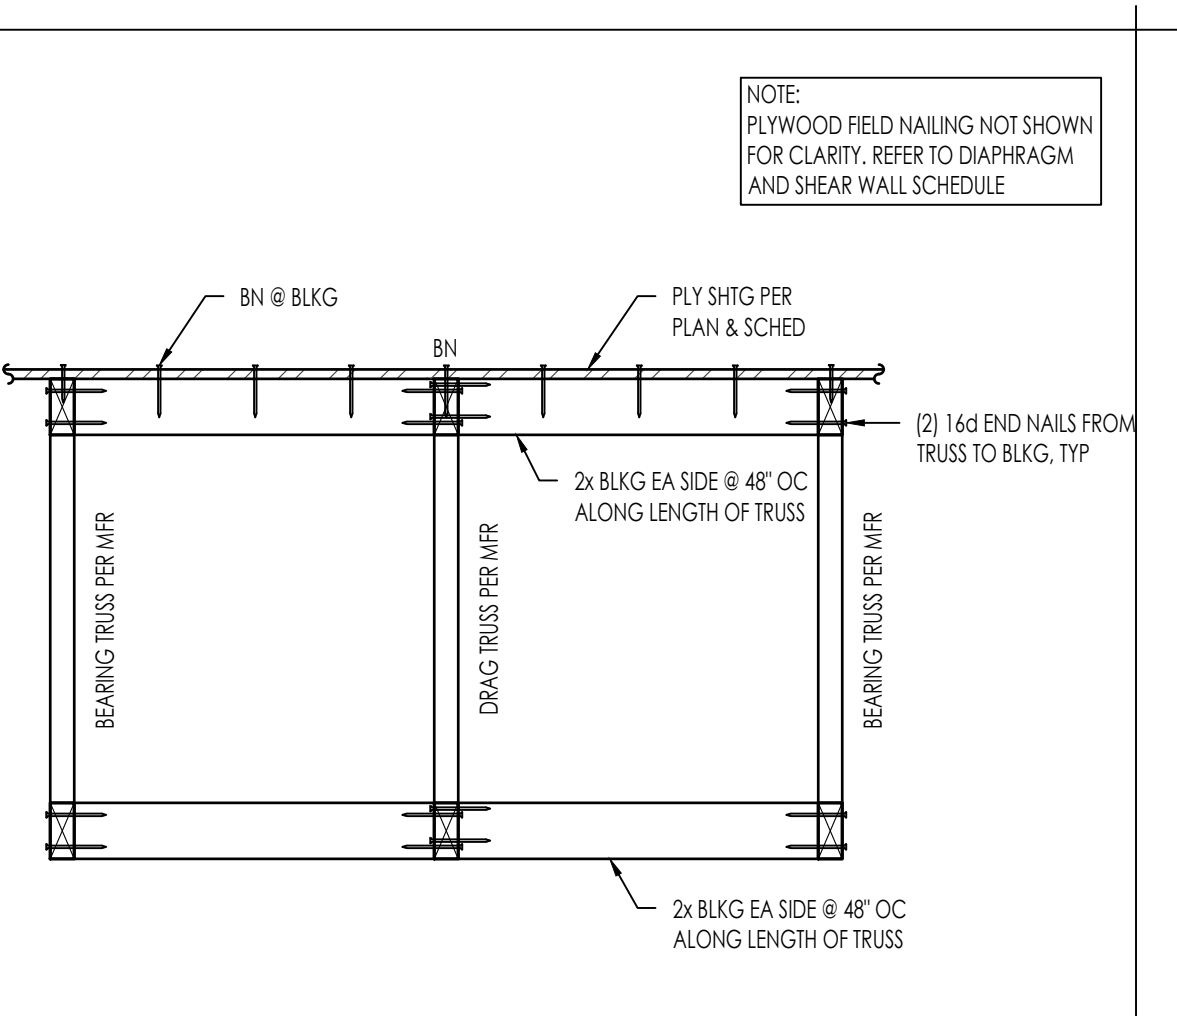 NOTE:
PLYWOOD FIELD NAILING NOT SHOWN
FOR CLARITY. REFER TO DIAPHRAGM
AND SHEAR WALL SCHEDULE
BN @ BLKG
PLY SHTG PER
PLAN & SCHED
BN
(2) 16d END NAILS FROM
TRUSS TO BLKG, TYP
2x BLKG EA SIDE @ 48" OC
ALONG LENGTH OF TRUSS
BEARING TRUSS PER MFR
DRAG TRUSS PER MFR
BEARING TRUSS PER MFR
2x BLKG EA SIDE @ 48" OC
ALONG LENGTH OF TRUSS